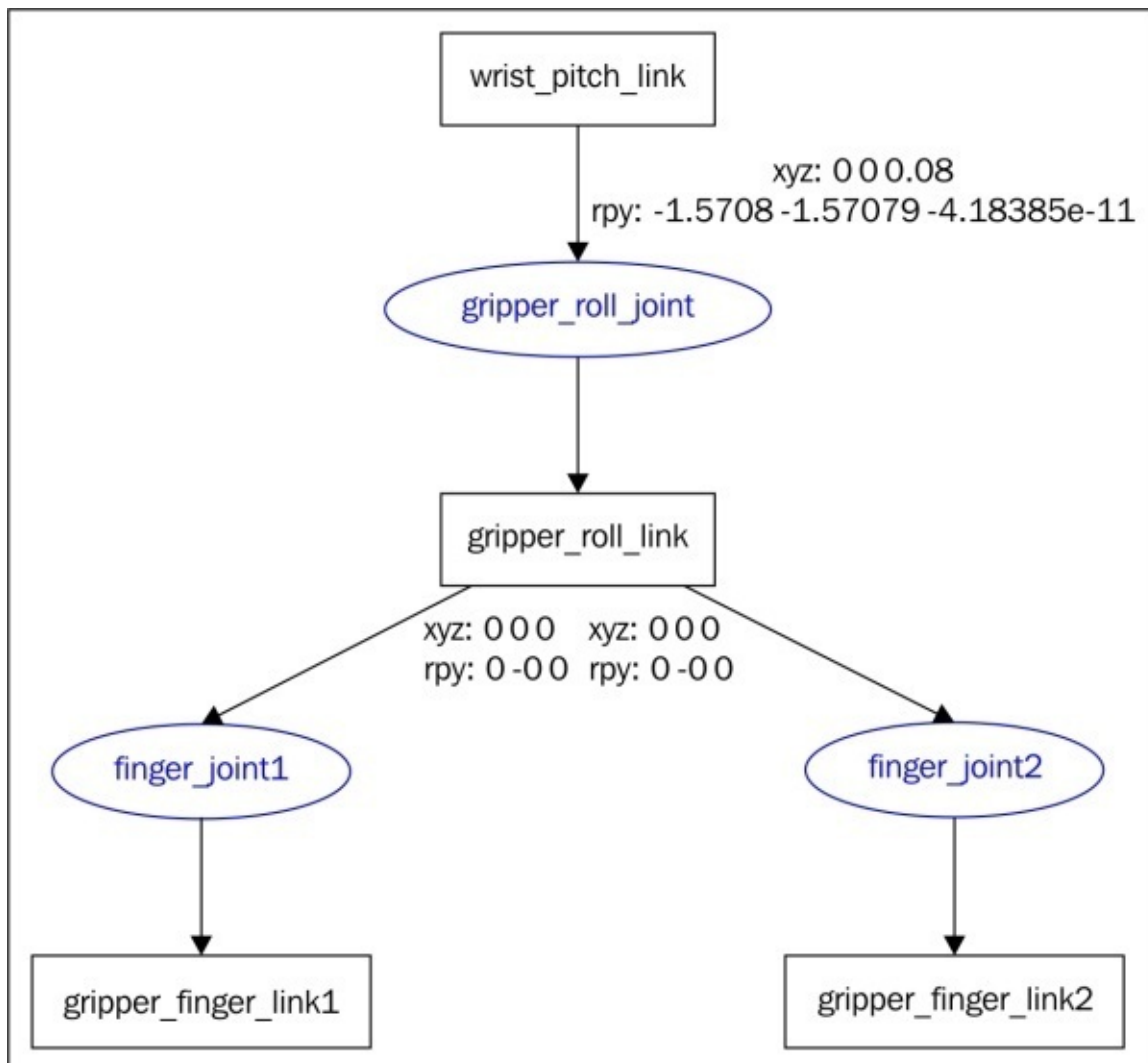 wrist_pitch_link
xyz: 0 0 0.08
rpy: -1.5708 -1.57079 -4.18385e-11
gripper_roll_joint
gripper_roll_link
xyz: 0 0 0 xyz: 0 0 0
rpy: 0 -0 0 rpy: 0 -0 0
finger_joint1
finger_joint2
gripper_finger_link1
gripper_finger_link2